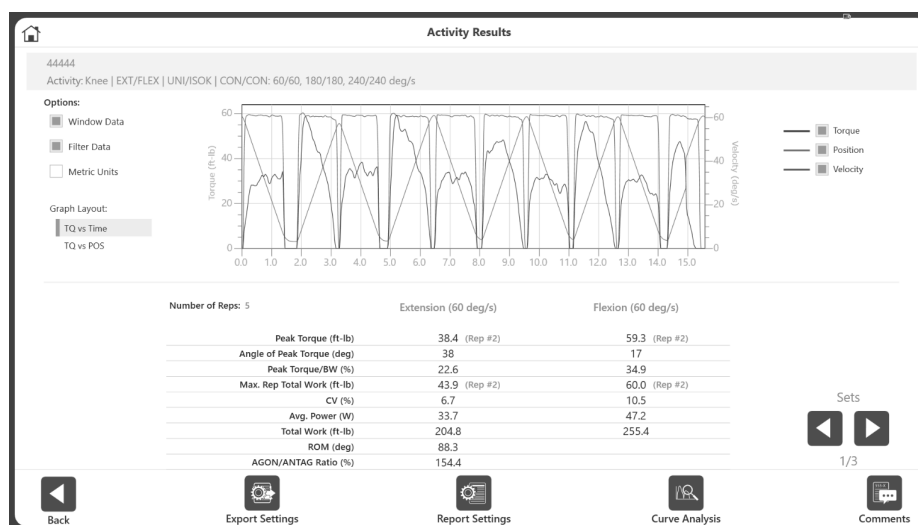 Activity Results
44444
Activity: Knee | EXT/FLEX | UNI/ISOK | CON/CON: 60/60, 180/180, 240/240 deg/s
Options:
Window Data
Filter Data
Metric Units
Graph Layout:
TQ vs Time
TQ vs POS
Torque (ft-lb)
60
40
20
0
0.0 1.0 2.0 3.0 4.0 5.0 6.0 7.0 8.0 9.0 10.0 11.0 12.0 13.0 14.0 15.0
60
40
20
0
Velocity (deg/s)
Torque
Position
Velocity
Number of Reps: 5 Extension (60 deg/s) Flexion (60 deg/s)
Peak Torque (ft-lb) 38.4 (Rep #2) 59.3 (Rep #2)
Angle of Peak Torque (deg) 38 17
Peak Torque/BW (%) 22.6 34.9
Max. Rep Total Work (ft-lb) 43.9 (Rep #2) 60.0 (Rep #2)
CV (%) 6.7 10.5
Avg. Power (W) 33.7 47.2
Total Work (ft-lb) 204.8 255.4
ROM (deg) 88.3
AGON/ANTAG Ratio (%) 154.4
Sets
1/3
Back
Export Settings
Report Settings
Curve Analysis
Comments